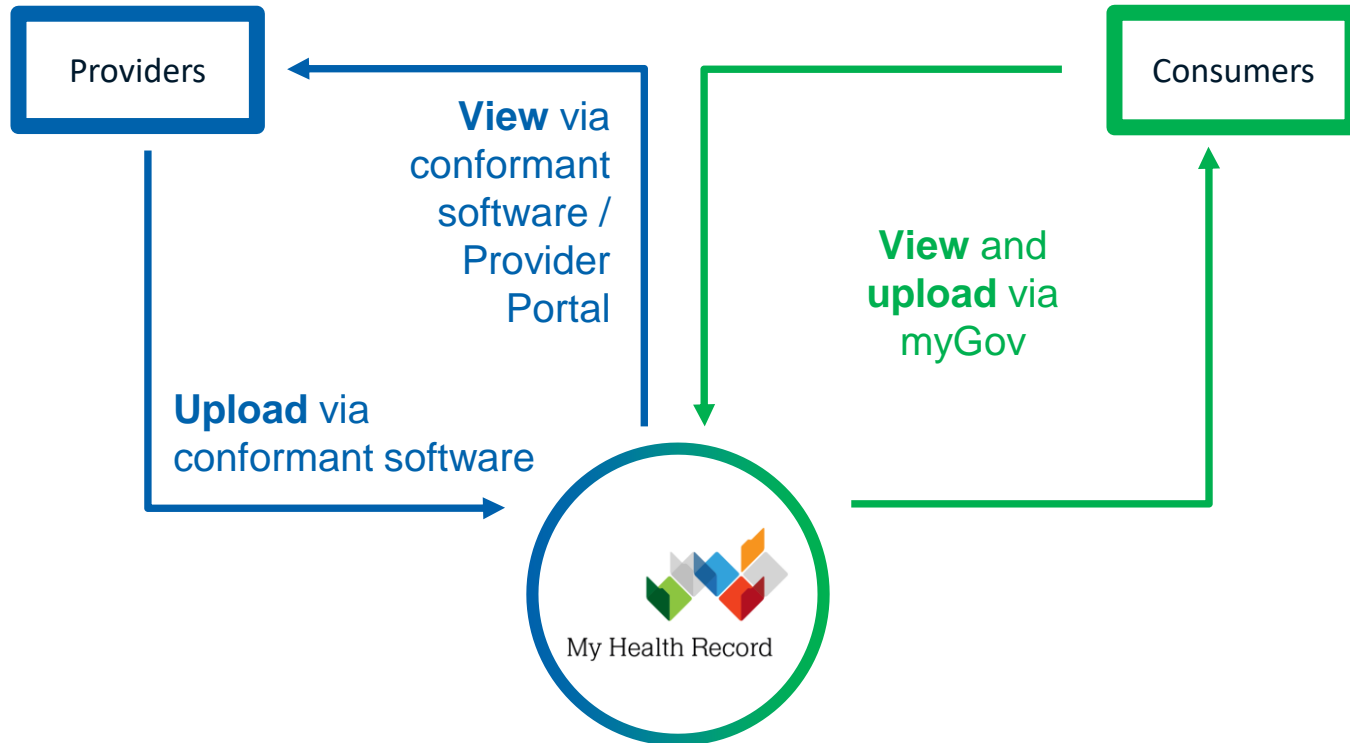 Providers
Consumers
View via
conformant
software /
Provider
Portal
View and
upload via
myGov
Upload via
conformant software
My Health Record